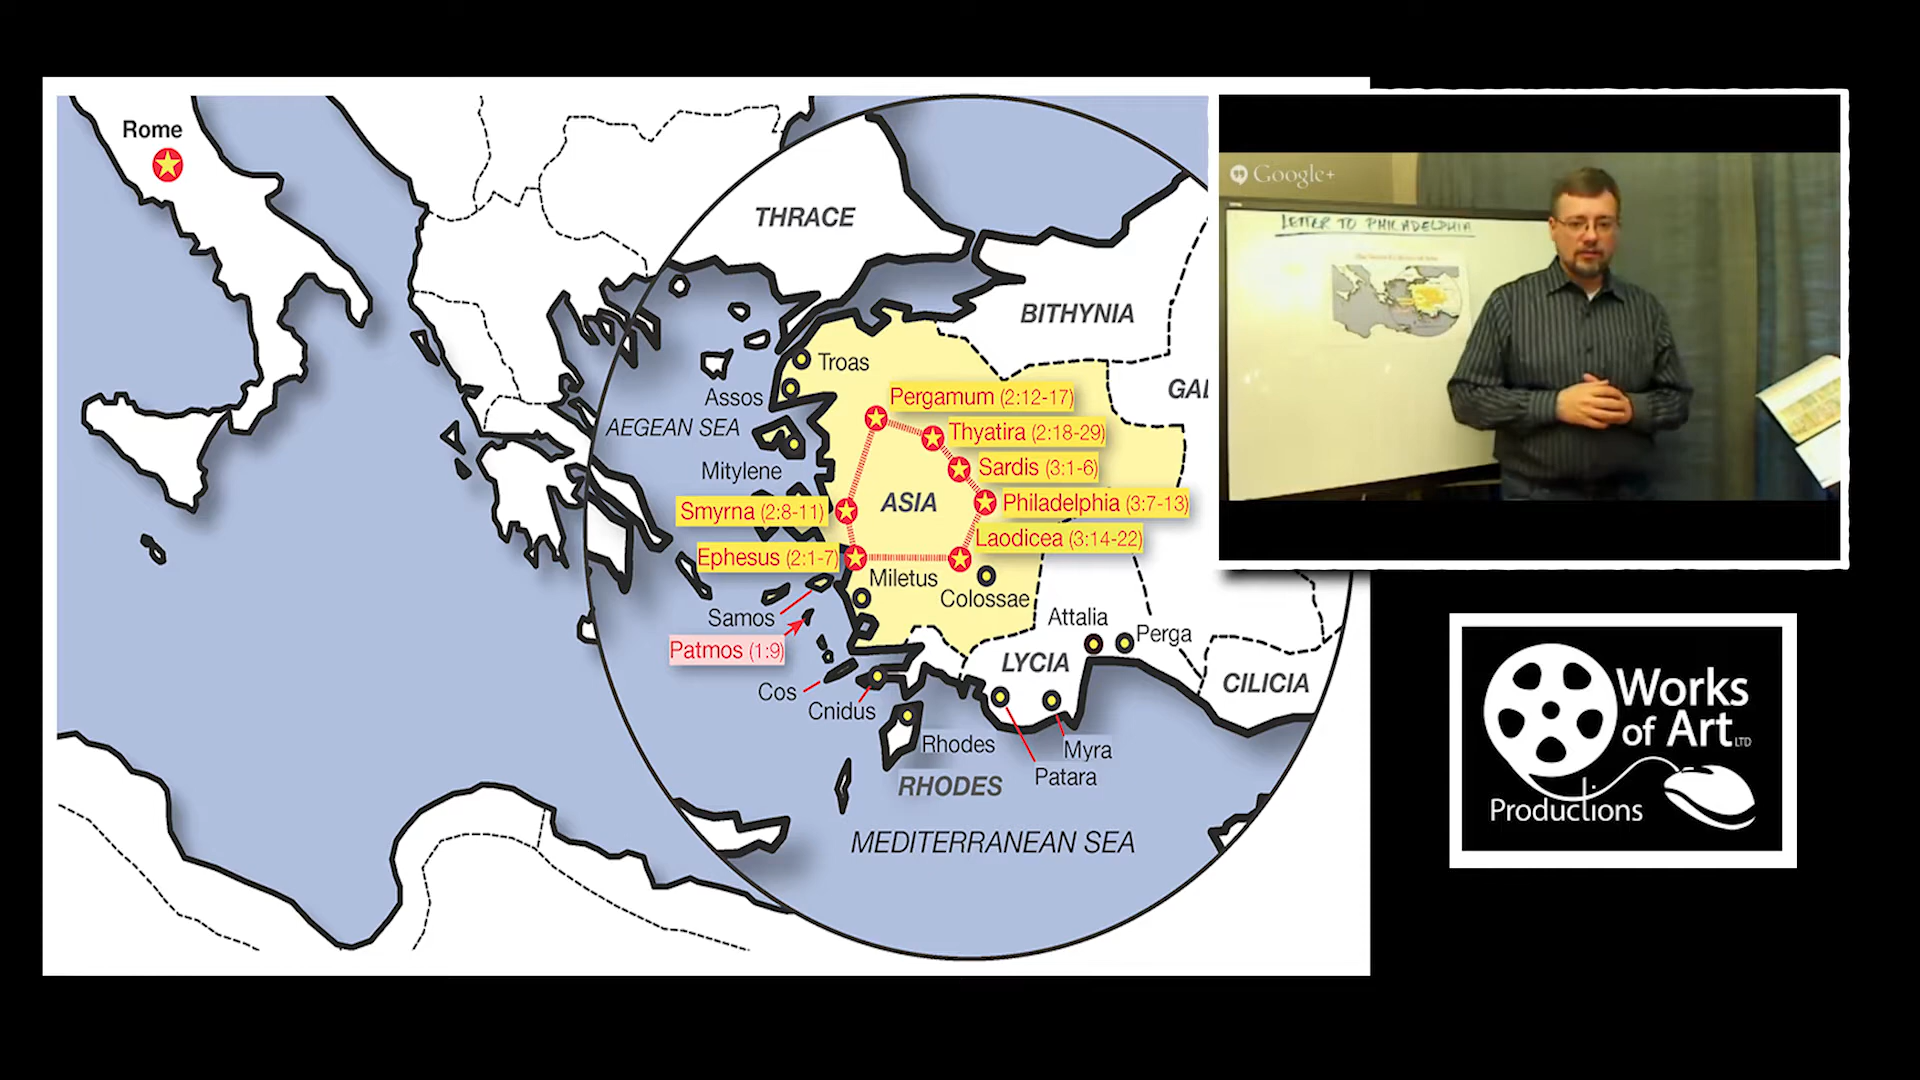 Rome
THRACE
BITHYNIA
GAL
Troas
Assos
AEGEAN SEA
Mitylene
Pergamum (2:12-17)
Thyatira (2:18-29)
Sardis (3:1-6)
Philadelphia (3:7-13)
Laodicea (3:14-22)
ASIA
Smyrna (2:8-11)
Ephesus (2:1-7)
Miletus
Colossae
Samos
Patmos (1:9)
Cos
Cnidus
Attalia
Perga
LYCIA
CILICIA
Rhodes
RHODES
Myra
Patara
MEDITERRANEAN SEA
Google+
LETTER TO PHILADELPHIA
Works
of Art LTD
Productions